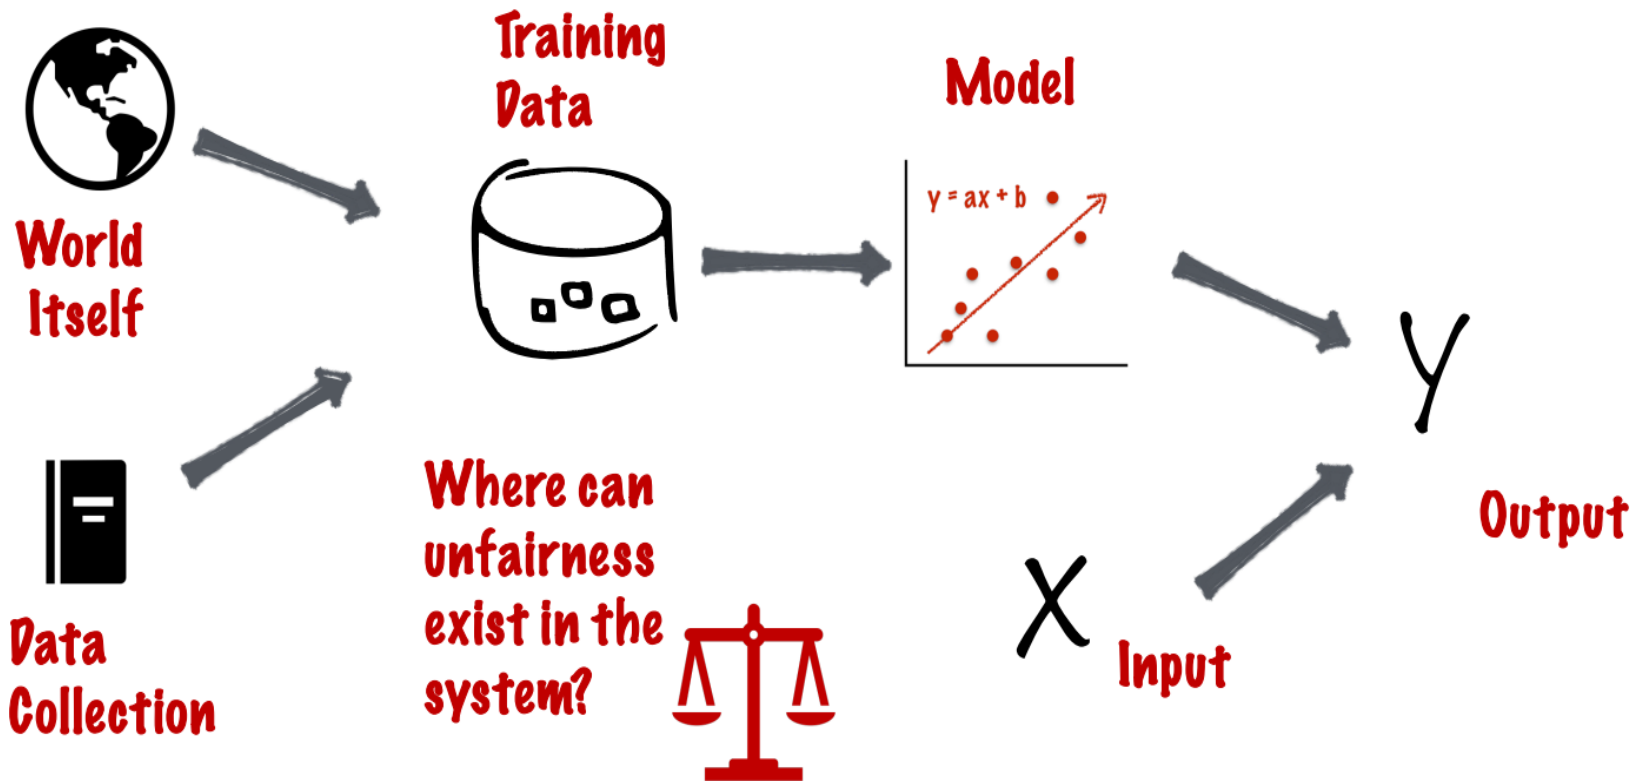 World
Itself
Data
Collection
Training
Data
Where can
unfairness
exist in the
system?
Model
y = ax + b
X
Input
Y
Output